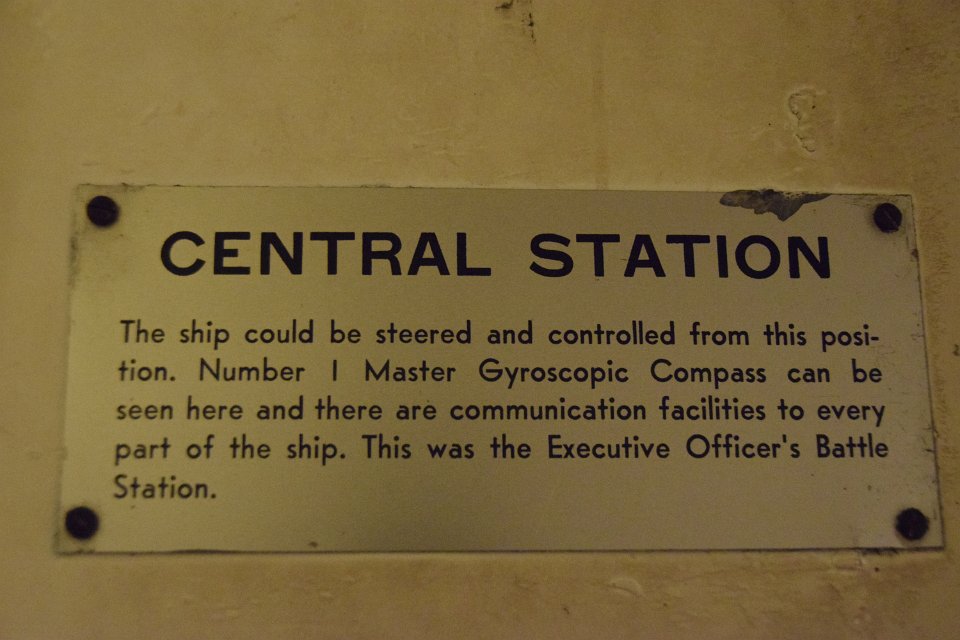 CENTRAL STATION
The ship could be steered and controlled from this posi-
tion. Number 1 Master Gyroscopic Compass can be
seen here and there are communication facilities to every
part of the ship. This was the Executive Officer's Battle
Station.